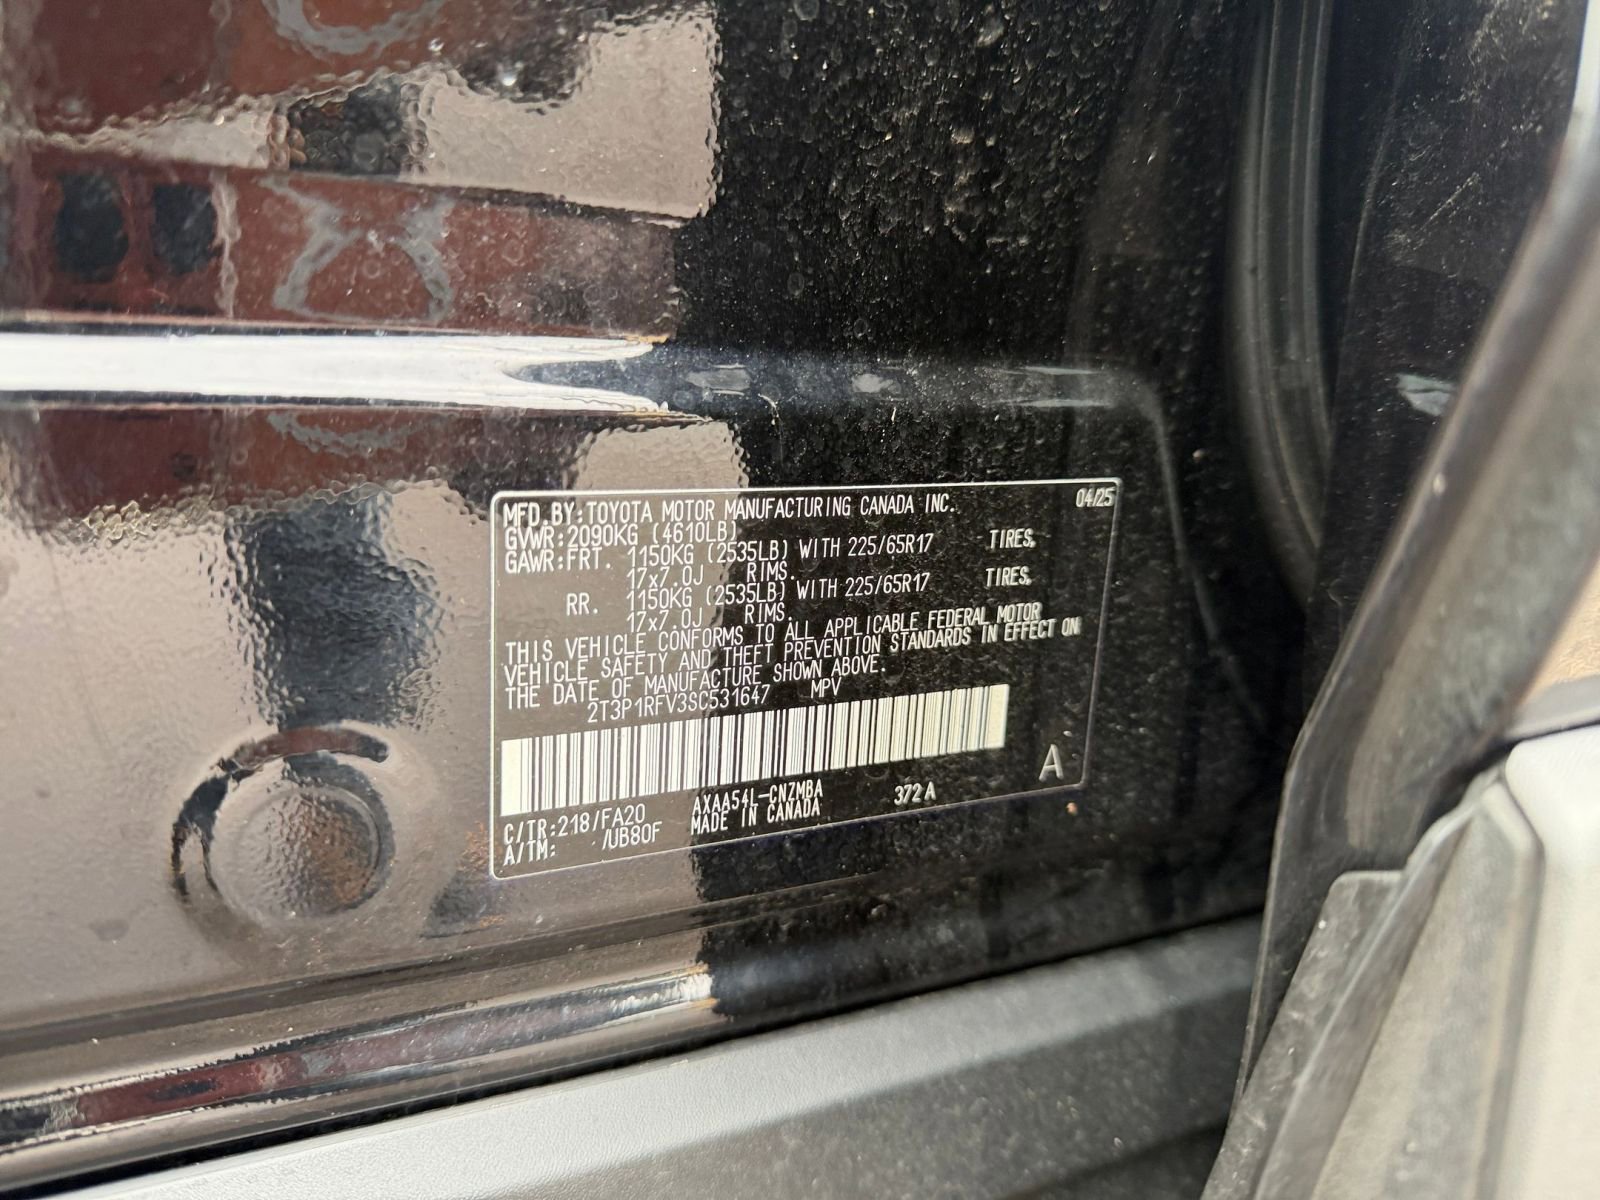 MFD.BY:TOYOTA MOTOR MANUFACTURING CANADA INC. 04/25
GVWR:2090KG (4610LB)
GAWR:FRT. 1150KG (2535LB) WITH 225/65R17 TIRES,
17x7.0J RIMS.
RR. 1150KG (2535LB) WITH 225/65R17 TIRES,
17x7.0J RIMS.
THIS VEHICLE CONFORMS TO ALL APPLICABLE FEDERAL MOTOR
VEHICLE SAFETY AND THEFT PREVENTION STANDARDS IN EFFECT ON
THE DATE OF MANUFACTURE SHOWN ABOVE.
2T3P1RFV3SC531647 MPV
A
C/TR:218/FA20 AXAA54L-CNZMBA 372A
A/TM: /UB80F MADE IN CANADA